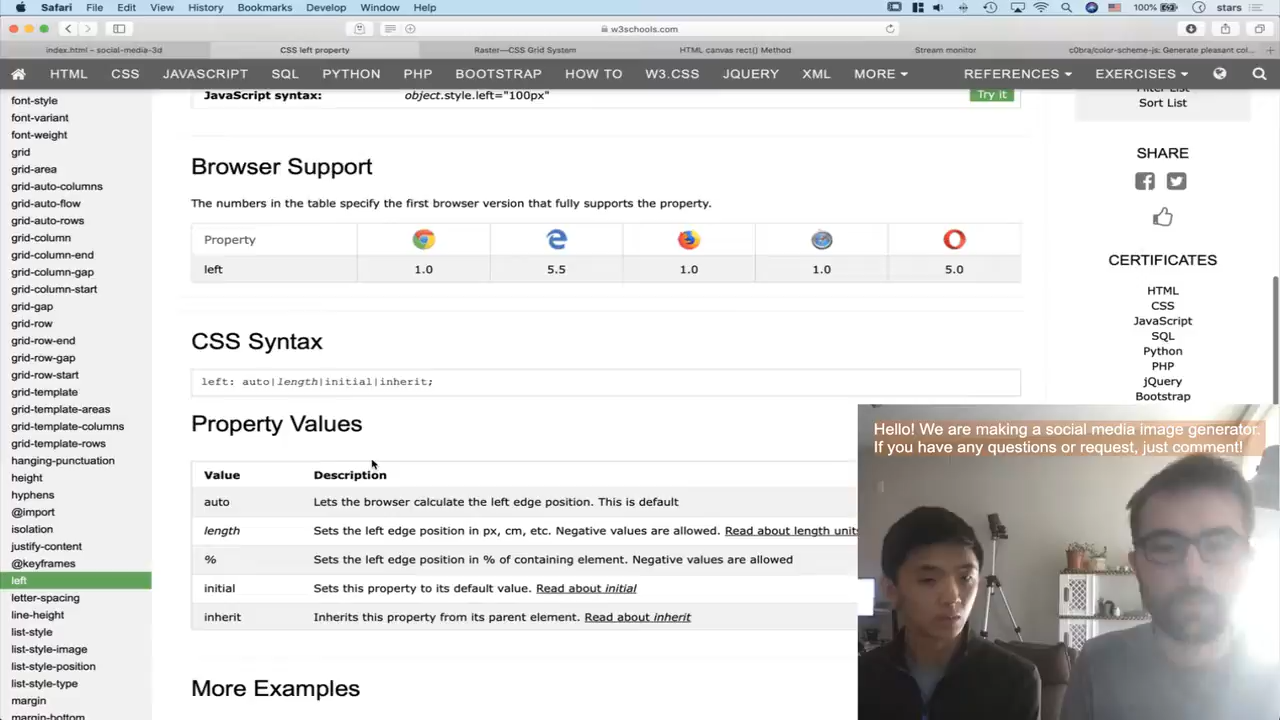 Safari File Edit View History Bookmarks Develop Window Help 100% stars
w3schools.com
index.html – social-media-3d CSS left property Raster—CSS Grid System HTML canvas rect() Method Stream monitor c0bra/color-scheme-js: Generate pleasant col...
HTML CSS JAVASCRIPT SQL PYTHON PHP BOOTSTRAP HOW TO W3.CSS JQUERY XML MORE REFERENCES EXERCISES
font-style
font-variant
font-weight
grid
grid-area
grid-auto-columns
grid-auto-flow
grid-auto-rows
grid-column
grid-column-end
grid-column-gap
grid-column-start
grid-gap
grid-row
grid-row-end
grid-row-gap
grid-row-start
grid-template
grid-template-areas
grid-template-columns
grid-template-rows
hanging-punctuation
height
hyphens
@import
isolation
justify-content
@keyframes
left
letter-spacing
line-height
list-style
list-style-image
list-style-position
list-style-type
margin
margin-bottom
JavaScript syntax: object.style.left="100px" Try it
Browser Support
The numbers in the table specify the first browser version that fully supports the property.
Property
left 1.0 5.5 1.0 1.0 5.0
CSS Syntax
left: auto|length|initial|inherit;
Property Values
Value Description
auto Lets the browser calculate the left edge position. This is default
length Sets the left edge position in px, cm, etc. Negative values are allowed. Read about length units
% Sets the left edge position in % of containing element. Negative values are allowed
initial Sets this property to its default value. Read about initial
inherit Inherits this property from its parent element. Read about inherit
More Examples
Filter List
Sort List
SHARE
CERTIFICATES
HTML
CSS
JavaScript
SQL
Python
PHP
jQuery
Bootstrap
Hello! We are making a social media image generator.
If you have any questions or request, just comment!